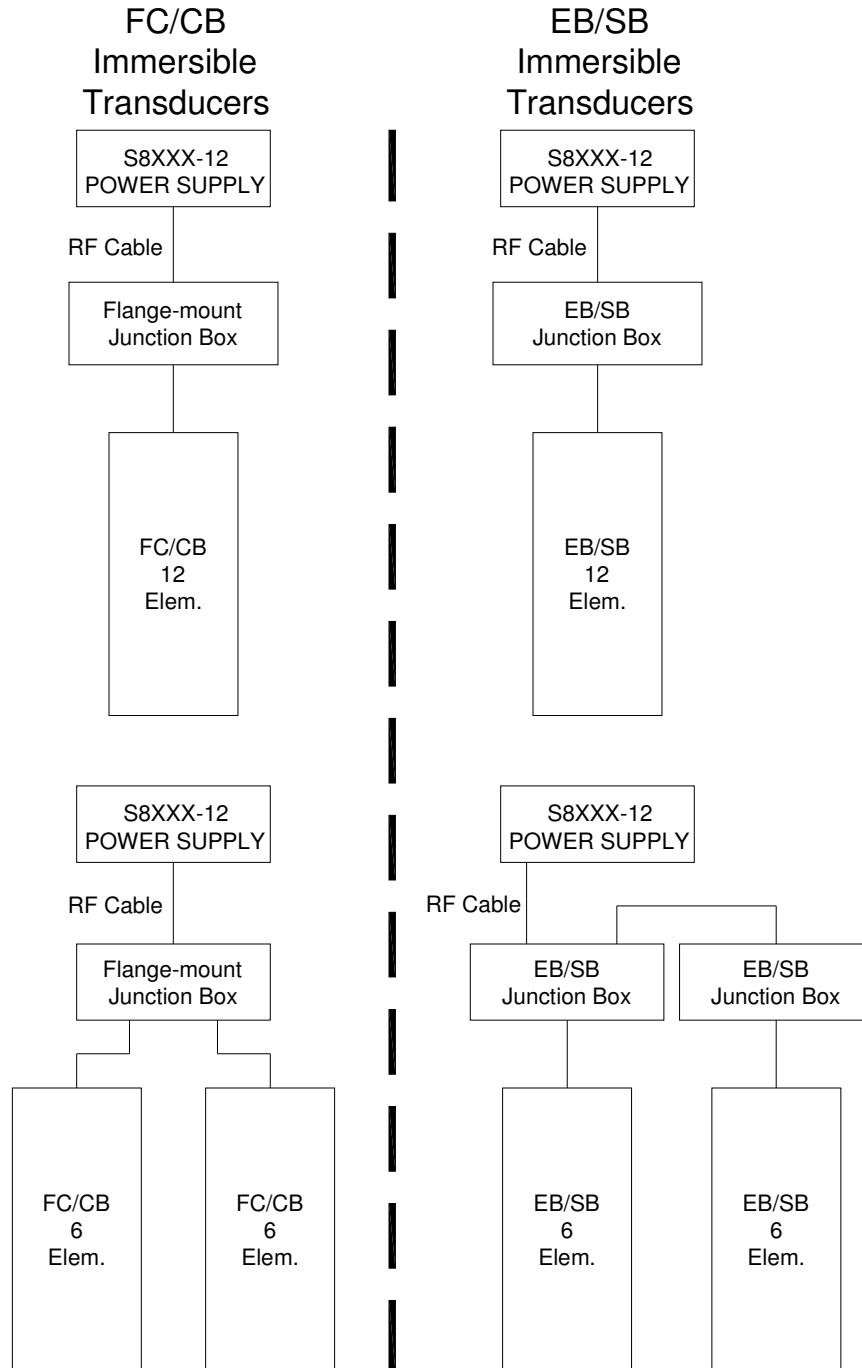 FC/CB
Immersible
Transducers
S8XXX-12
POWER SUPPLY
RF Cable
Flange-mount
Junction Box
FC/CB
12
Elem.
S8XXX-12
POWER SUPPLY
RF Cable
Flange-mount
Junction Box
FC/CB
6
Elem.
FC/CB
6
Elem.
EB/SB
Immersible
Transducers
S8XXX-12
POWER SUPPLY
RF Cable
EB/SB
Junction Box
EB/SB
12
Elem.
S8XXX-12
POWER SUPPLY
RF Cable
EB/SB
Junction Box
EB/SB
Junction Box
EB/SB
6
Elem.
EB/SB
6
Elem.